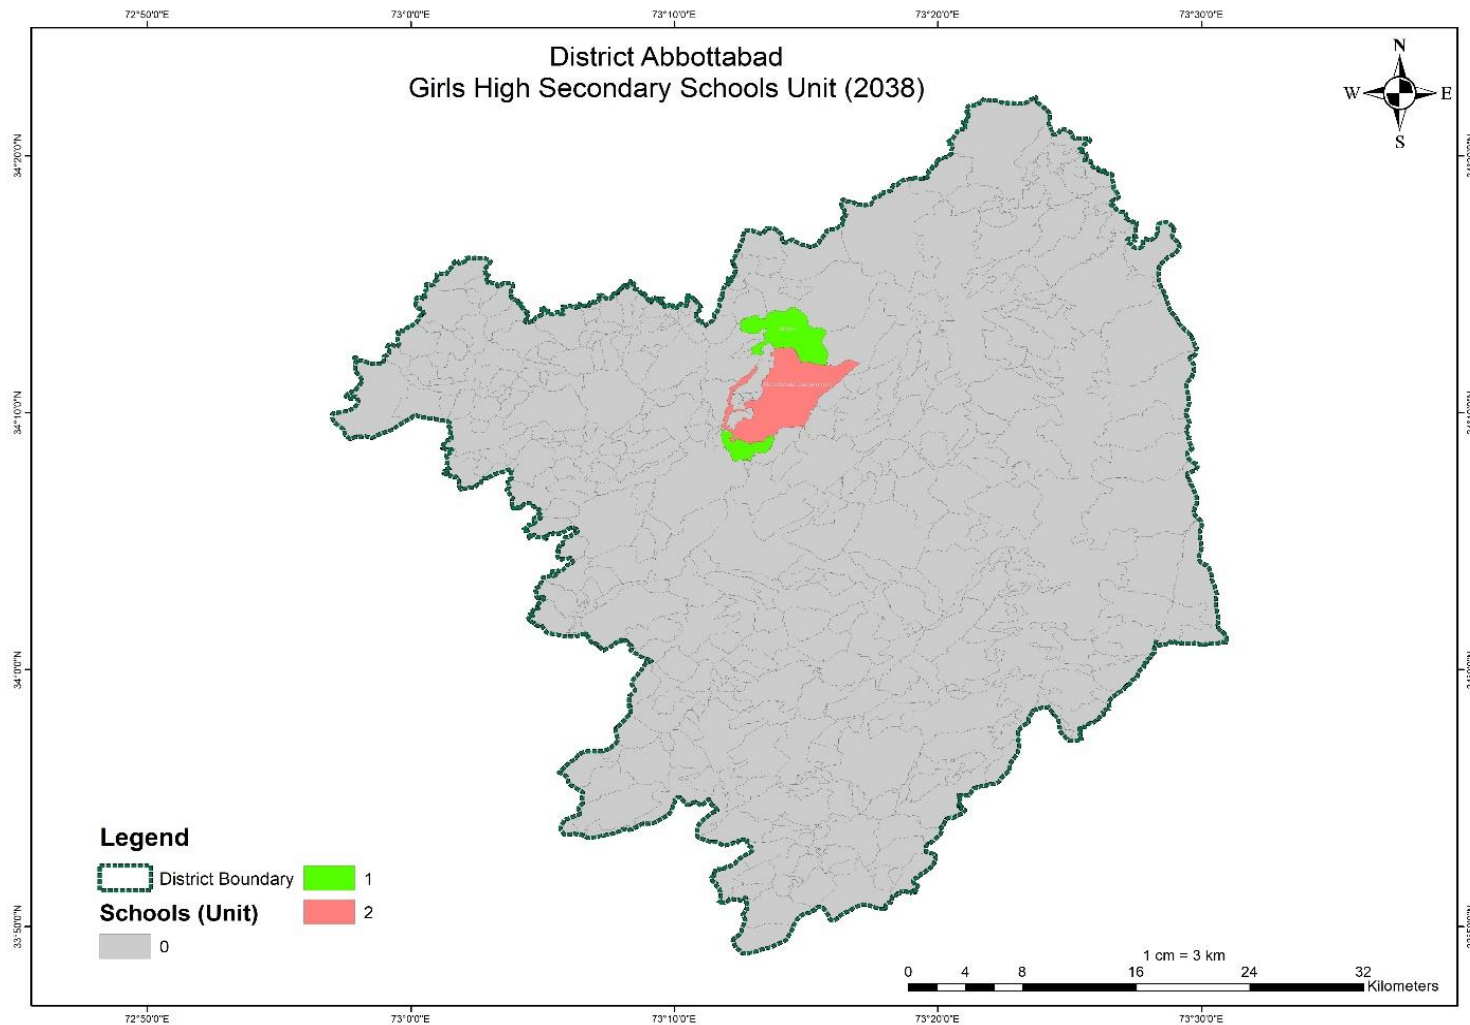 72°50'0"E 73°0'0"E 73°10'0"E 73°20'0"E 73°30'0"E
District Abbottabad
Girls High Secondary Schools Unit (2038)
N
W E
S
34°20'0"N
34°10'0"N
34°0'0"N
33°50'0"N
Legend
District Boundary 1
Schools (Unit) 2
0
1 cm = 3 km
0 4 8 16 24 32
Kilometers
72°50'0"E 73°0'0"E 73°10'0"E 73°20'0"E 73°30'0"E